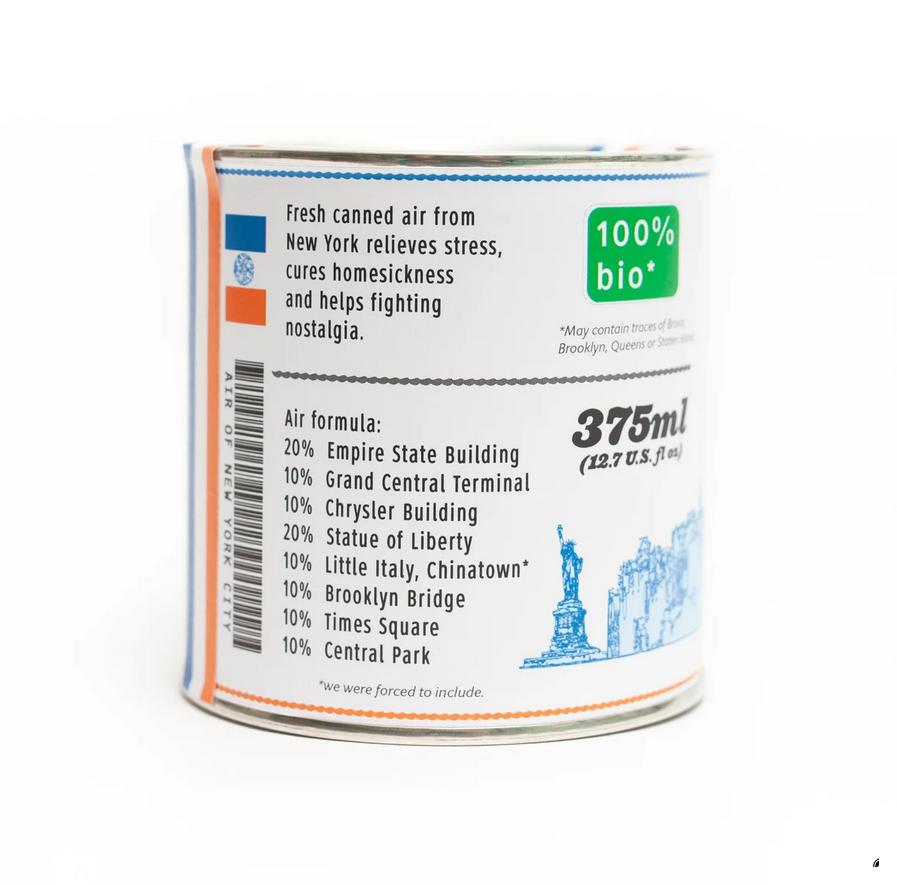 Fresh canned air from
New York relieves stress,
cures homesickness
and helps fighting
nostalgia.
100%
bio*
*May contain traces of Bronx,
Brooklyn, Queens or Staten Island.
AIR OF NEW YORK CITY
Air formula:
20% Empire State Building
10% Grand Central Terminal
10% Chrysler Building
20% Statue of Liberty
10% Little Italy, Chinatown*
10% Brooklyn Bridge
10% Times Square
10% Central Park
*we were forced to include.
375ml
(12.7 U.S. fl oz)